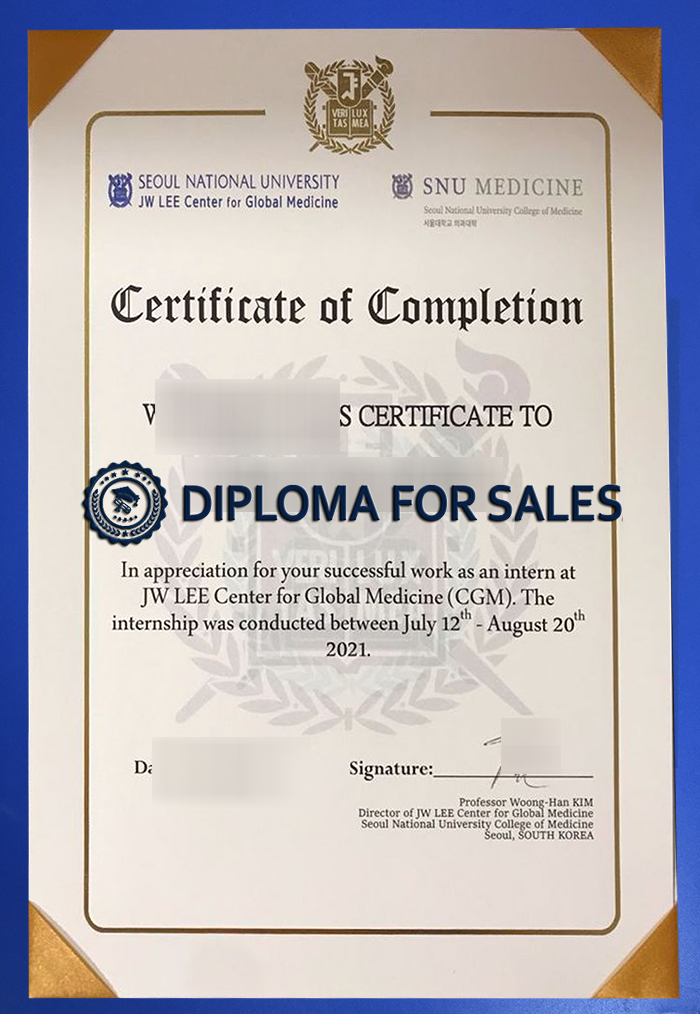 VERI LUX
TAS MEA
SEOUL NATIONAL UNIVERSITY
JW LEE Center for Global Medicine
SNU MEDICINE
Seoul National University College of Medicine
서울대학교 의과대학
Certificate of Completion
S CERTIFICATE TO
DIPLOMA FOR SALES
VERI LUX
TAS MEA
In appreciation for your successful work as an intern at
JW LEE Center for Global Medicine (CGM). The
internship was conducted between July 12th - August 20th
2021.
Signature:
Professor Woong-Han KIM
Director of JW LEE Center for Global Medicine
Seoul National University College of Medicine
Seoul, SOUTH KOREA